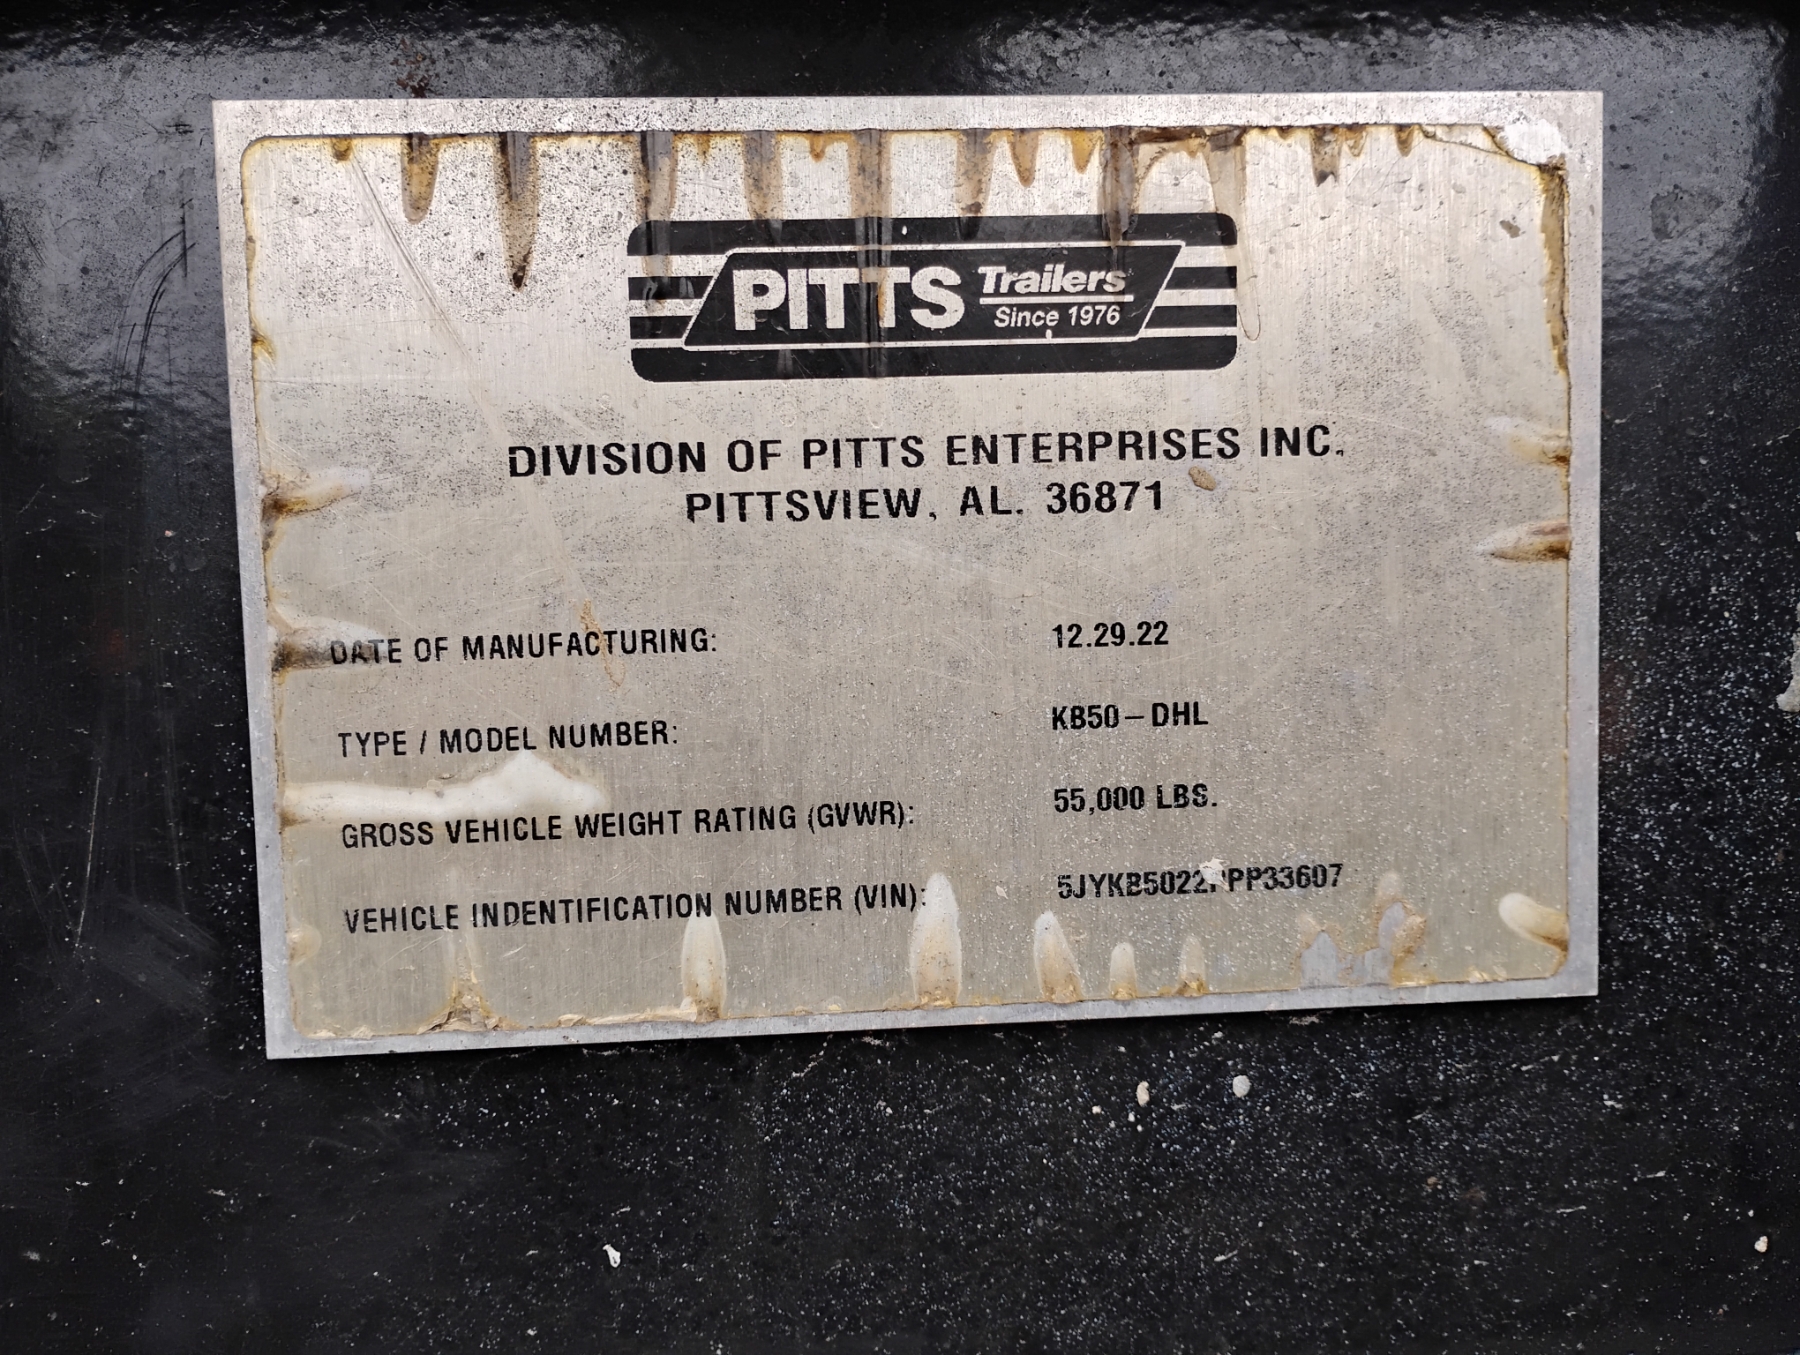 PITTS Trailers
Since 1976
DIVISION OF PITTS ENTERPRISES INC.
PITTSVIEW, AL. 36871
DATE OF MANUFACTURING: 12.29.22
TYPE / MODEL NUMBER: KB50-DHL
GROSS VEHICLE WEIGHT RATING (GVWR): 55,000 LBS.
VEHICLE INDENTIFICATION NUMBER (VIN):